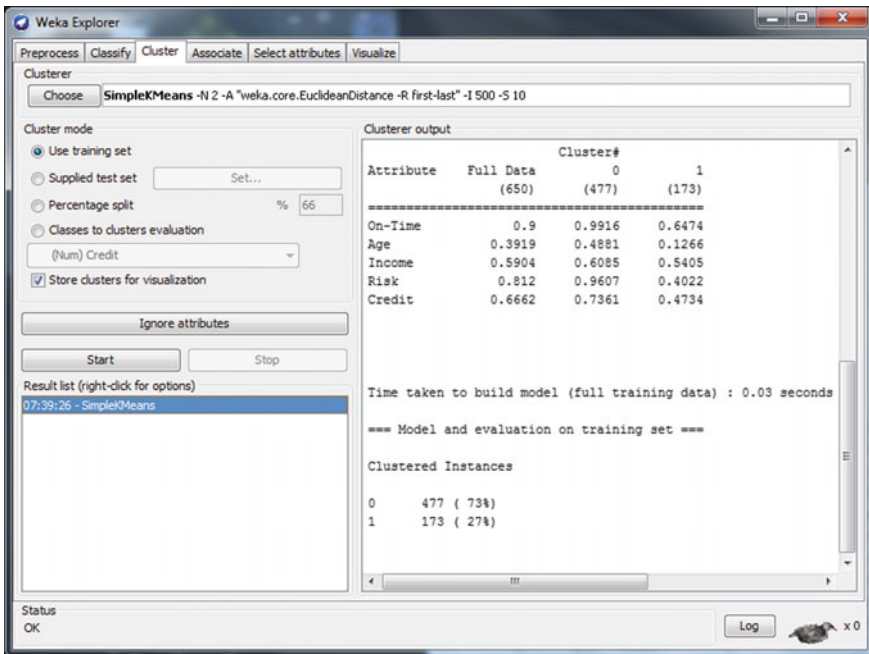 Weka Explorer
Preprocess Classify Cluster Associate Select attributes Visualize
Clusterer
Choose SimpleKMeans -N 2 -A "weka.core.EuclideanDistance -R first-last" -I 500 -S 10
Cluster mode
Use training set
Supplied test set Set...
Percentage split % 66
Classes to clusters evaluation
(Num) Credit
Store clusters for visualization
Ignore attributes
Start Stop
Result list (right-click for options)
07:39:26 - SimpleKMeans
Clusterer output
Cluster#
Attribute Full Data 0 1
(650) (477) (173)
==============================================
On-Time 0.9 0.9916 0.6474
Age 0.3919 0.4881 0.1266
Income 0.5904 0.6085 0.5405
Risk 0.812 0.9607 0.4022
Credit 0.6662 0.7361 0.4734
Time taken to build model (full training data) : 0.03 seconds
=== Model and evaluation on training set ===
Clustered Instances
0 477 ( 73%)
1 173 ( 27%)
Status
OK
Log x 0